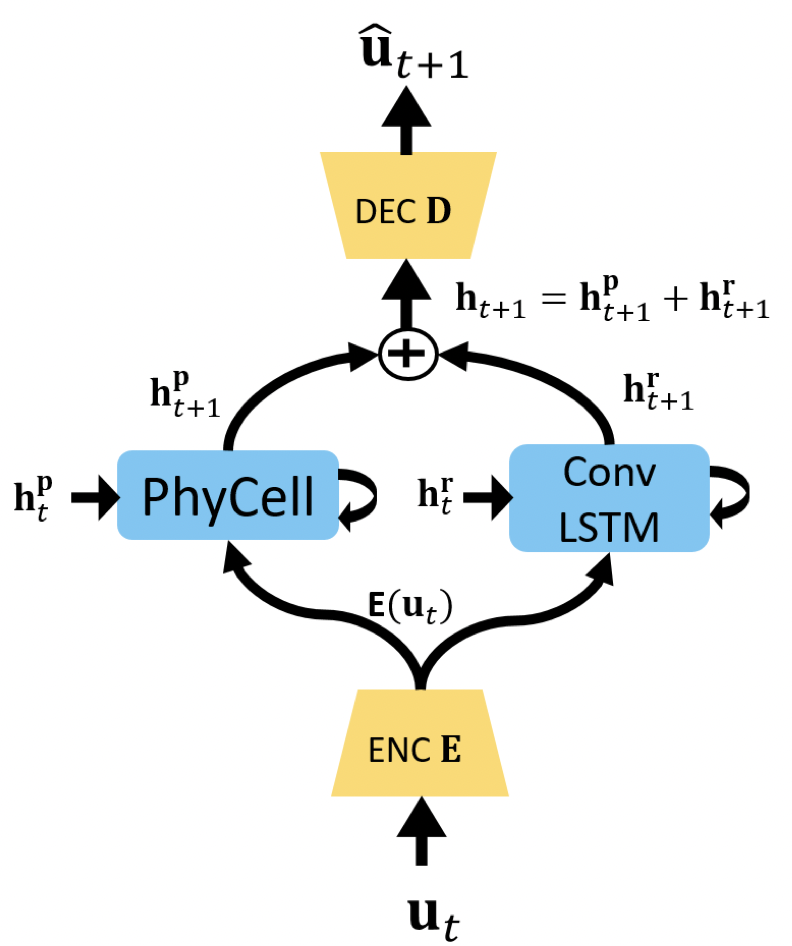 û_{t+1}
DEC D
h_{t+1} = h^p_{t+1} + h^r_{t+1}
+
h^p_{t+1}
h^r_{t+1}
h^p_t
PhyCell
h^r_t
Conv
LSTM
E(u_t)
ENC E
u_t